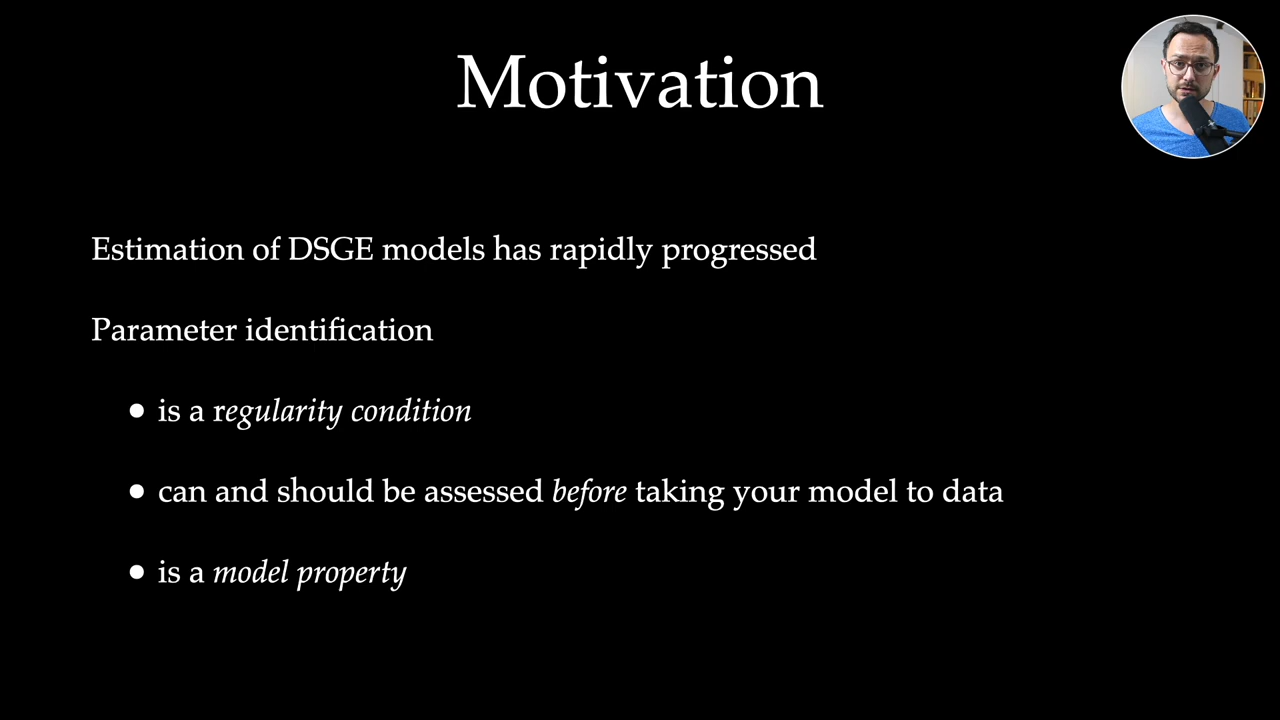 Motivation
Estimation of DSGE models has rapidly progressed
Parameter identification
• is a regularity condition
• can and should be assessed before taking your model to data
• is a model property